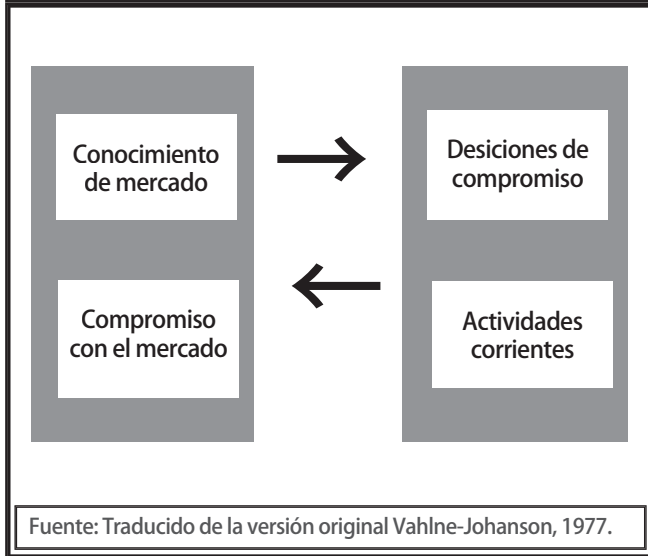 Conocimiento
de mercado
Desiciones de
compromiso
Compromiso
con el mercado
Actividades
corrientes
Fuente: Traducido de la versión original Vahlne-Johanson, 1977.